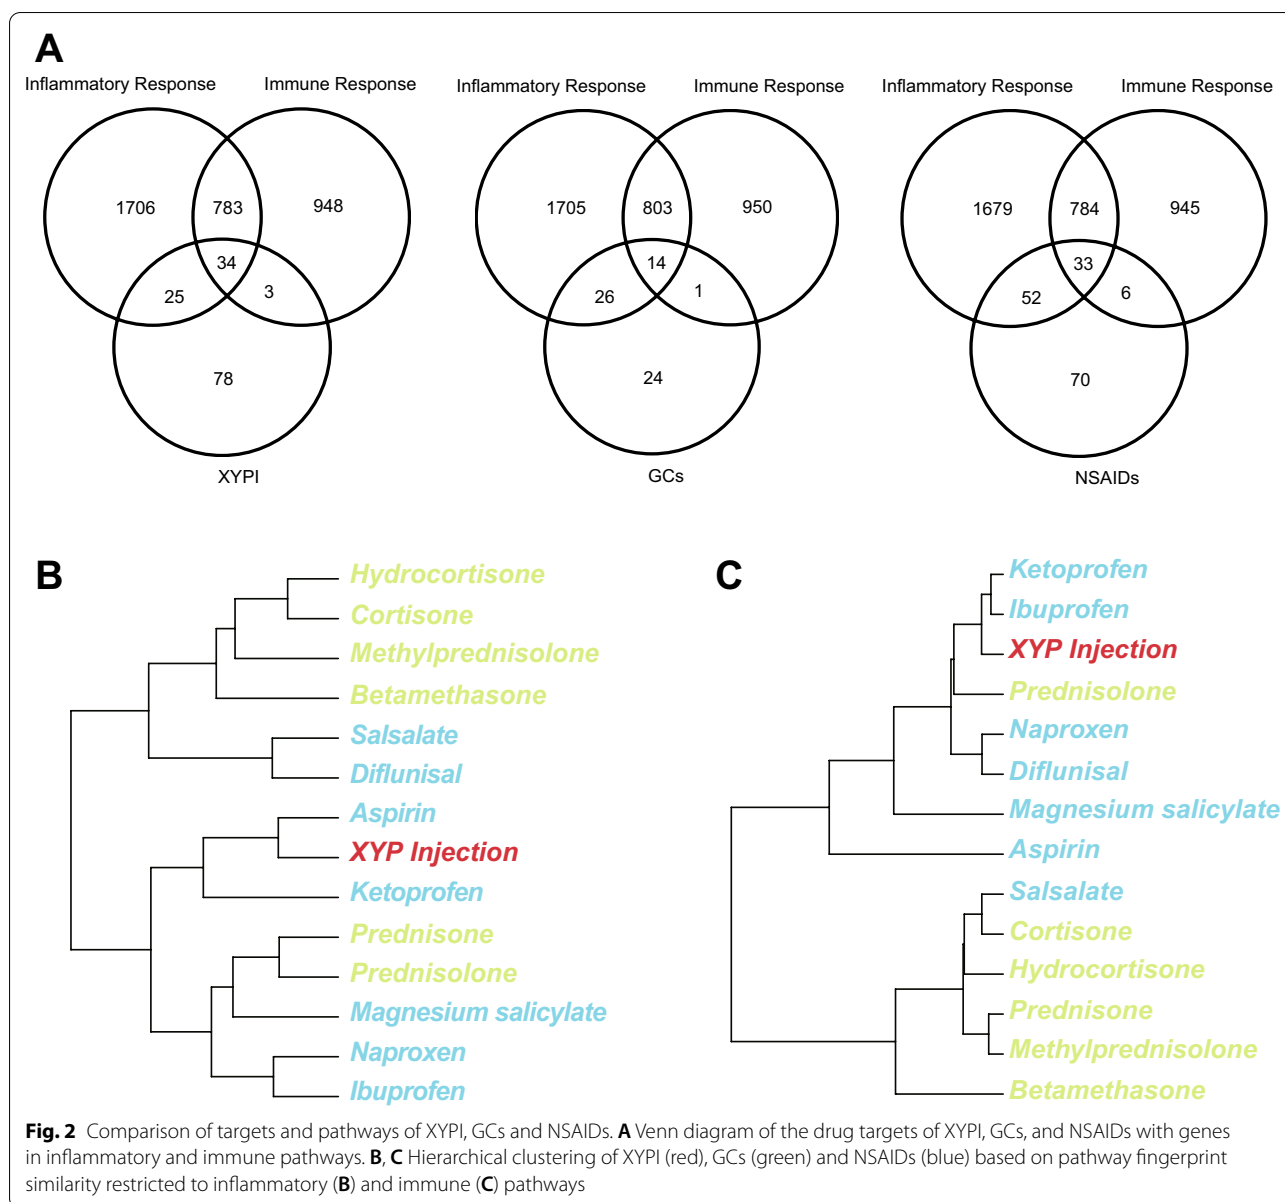 A
Inflammatory Response Immune Response
1706 783 948
34
25 3
78
XYPI
Inflammatory Response Immune Response
1705 803 950
14
26 1
24
GCs
Inflammatory Response Immune Response
1679 784 945
33
52 6
70
NSAIDs
B
Hydrocortisone
Cortisone
Methylprednisolone
Betamethasone
Salsalate
Diflunisal
Aspirin
XYP Injection
Ketoprofen
Prednisone
Prednisolone
Magnesium salicylate
Naproxen
Ibuprofen
C
Ketoprofen
Ibuprofen
XYP Injection
Prednisolone
Naproxen
Diflunisal
Magnesium salicylate
Aspirin
Salsalate
Cortisone
Hydrocortisone
Prednisone
Methylprednisolone
Betamethasone
Fig. 2 Comparison of targets and pathways of XYPI, GCs and NSAIDs. A Venn diagram of the drug targets of XYPI, GCs, and NSAIDs with genes
in inflammatory and immune pathways. B, C Hierarchical clustering of XYPI (red), GCs (green) and NSAIDs (blue) based on pathway fingerprint
similarity restricted to inflammatory (B) and immune (C) pathways